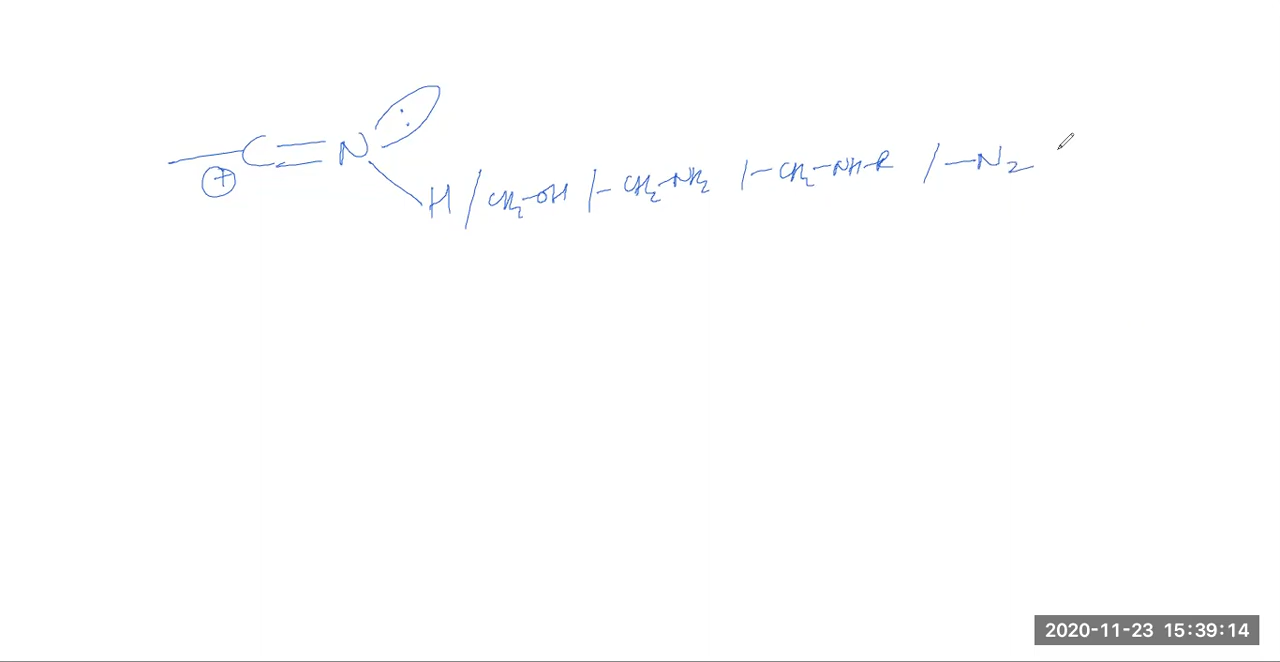 ⊕ —C=N: —H / CH₂-OH / -CH₂-NH₂ / -CH₂-NH-R / -N₂
2020-11-23 15:39:14